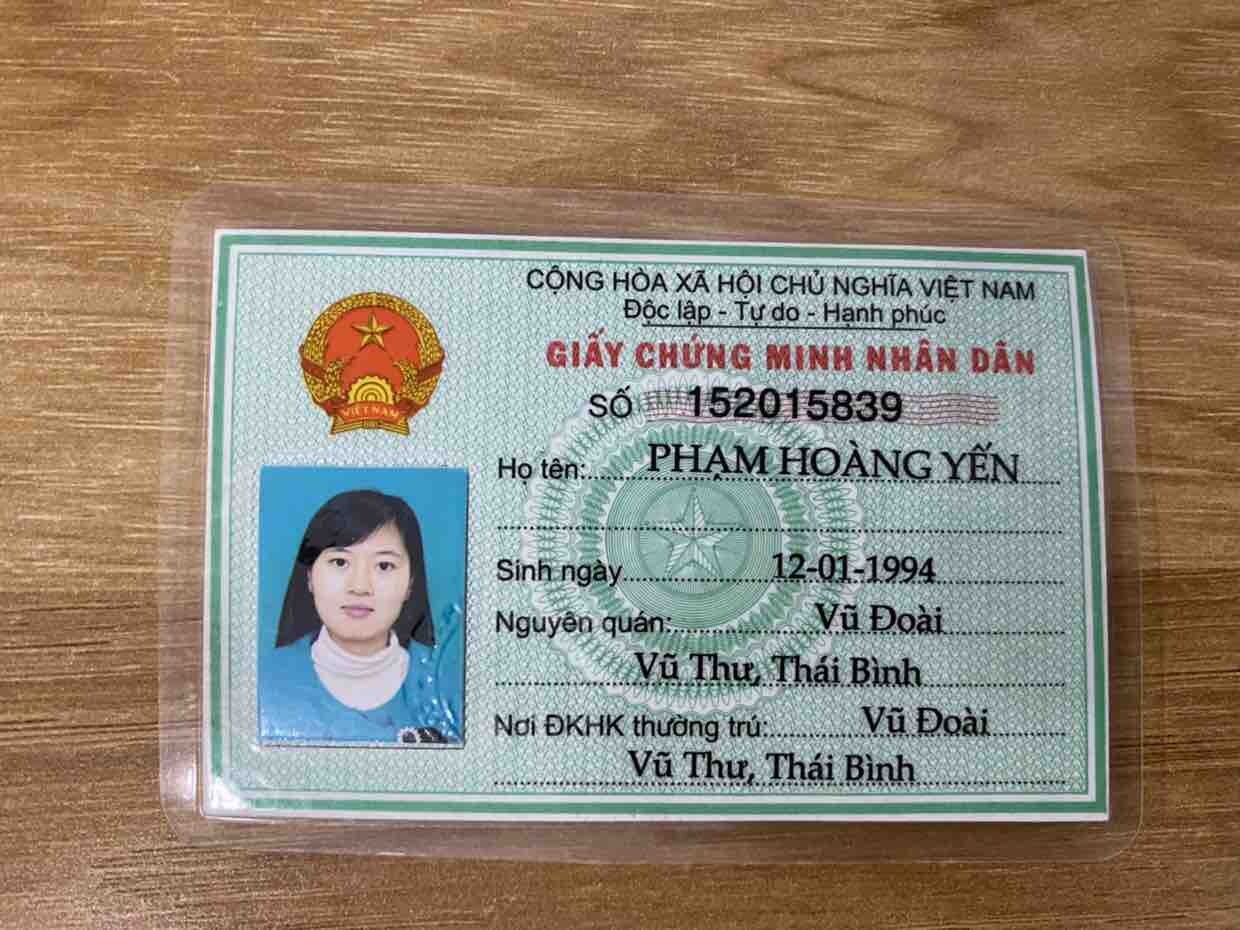 CỘNG HÒA XÃ HỘI CHỦ NGHĨA VIỆT NAM
Độc lập - Tự do - Hạnh phúc
GIẤY CHỨNG MINH NHÂN DÂN
SỐ 152015839
VIỆT NAM
Họ tên: PHẠM HOÀNG YẾN
Sinh ngày 12-01-1994
Nguyên quán: Vũ Đoài
Vũ Thư, Thái Bình
Nơi ĐKHK thường trú: Vũ Đoài
Vũ Thư, Thái Bình